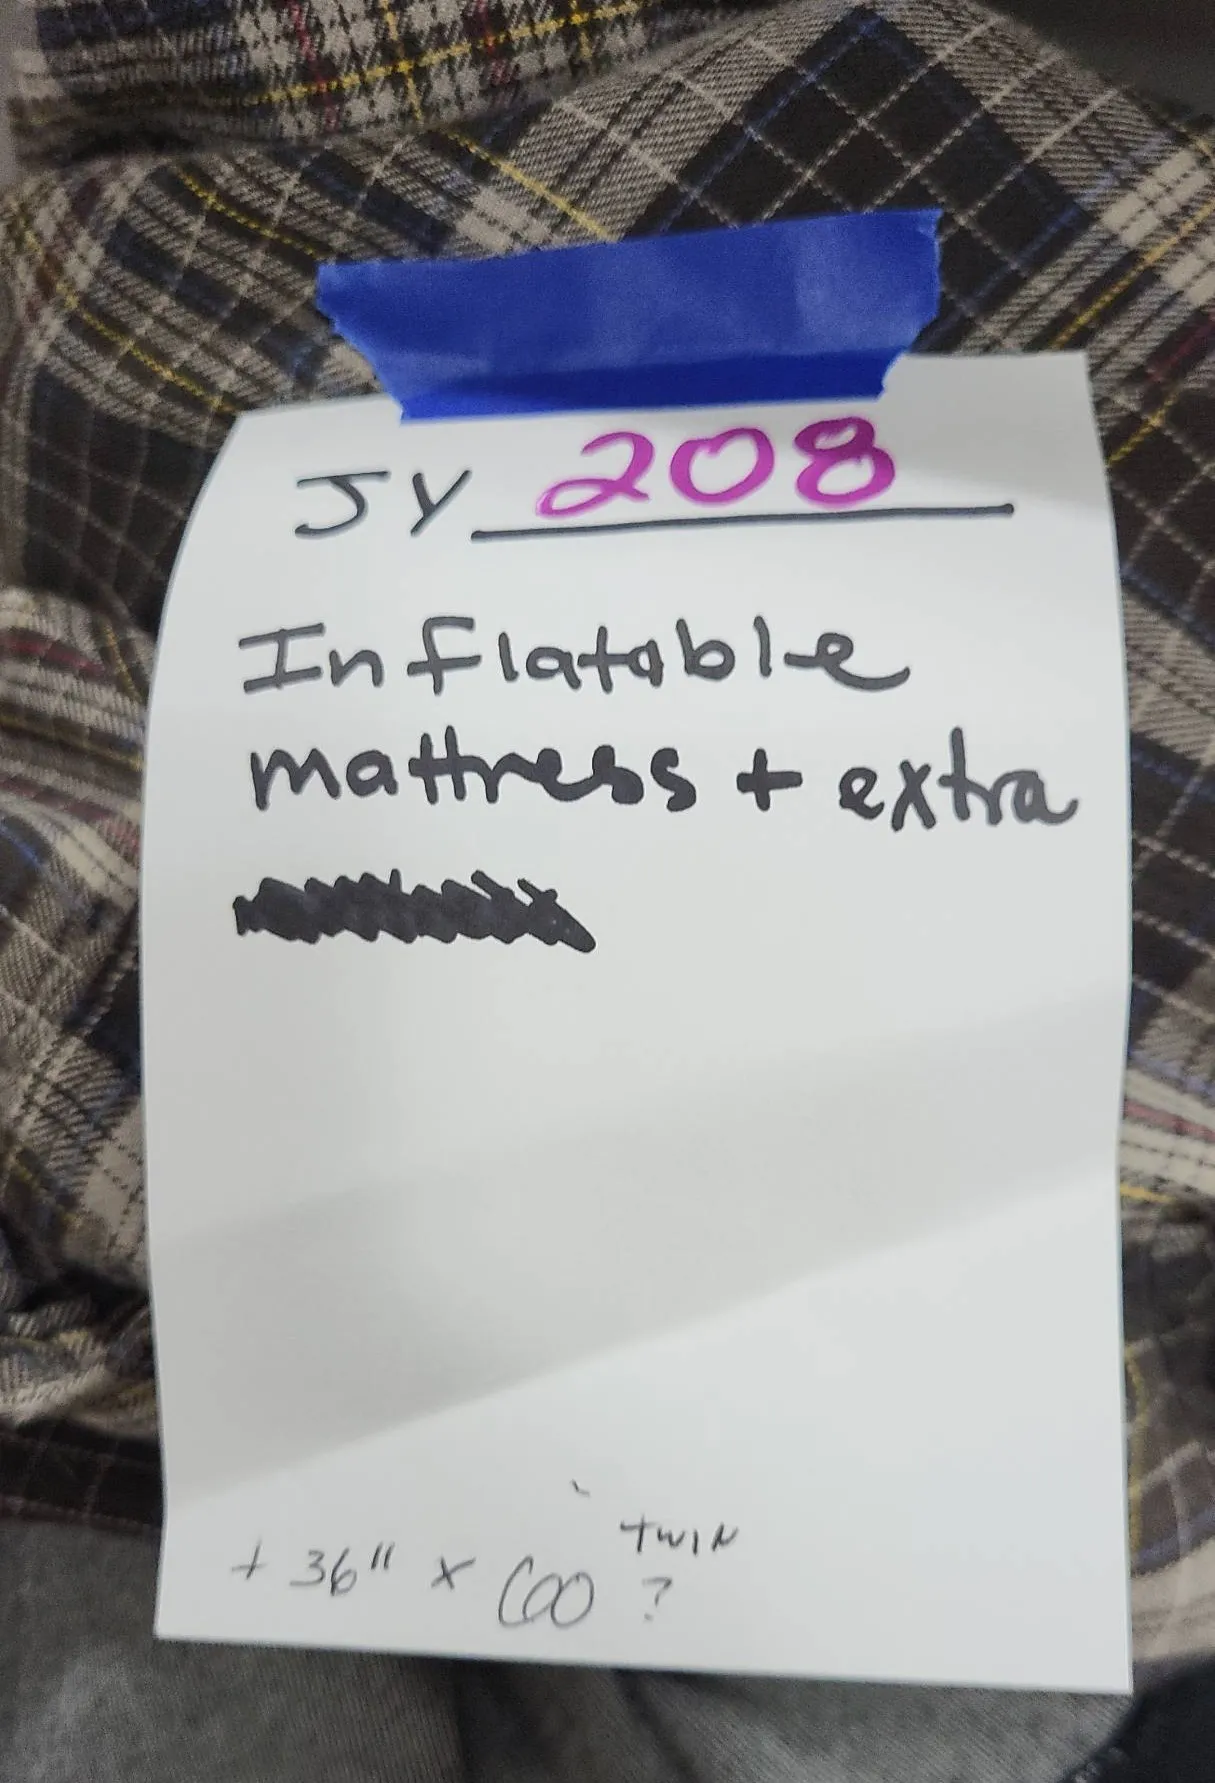 JY 208
Inflatable
mattress + extra
TWIN
+ 36" x 60 ?